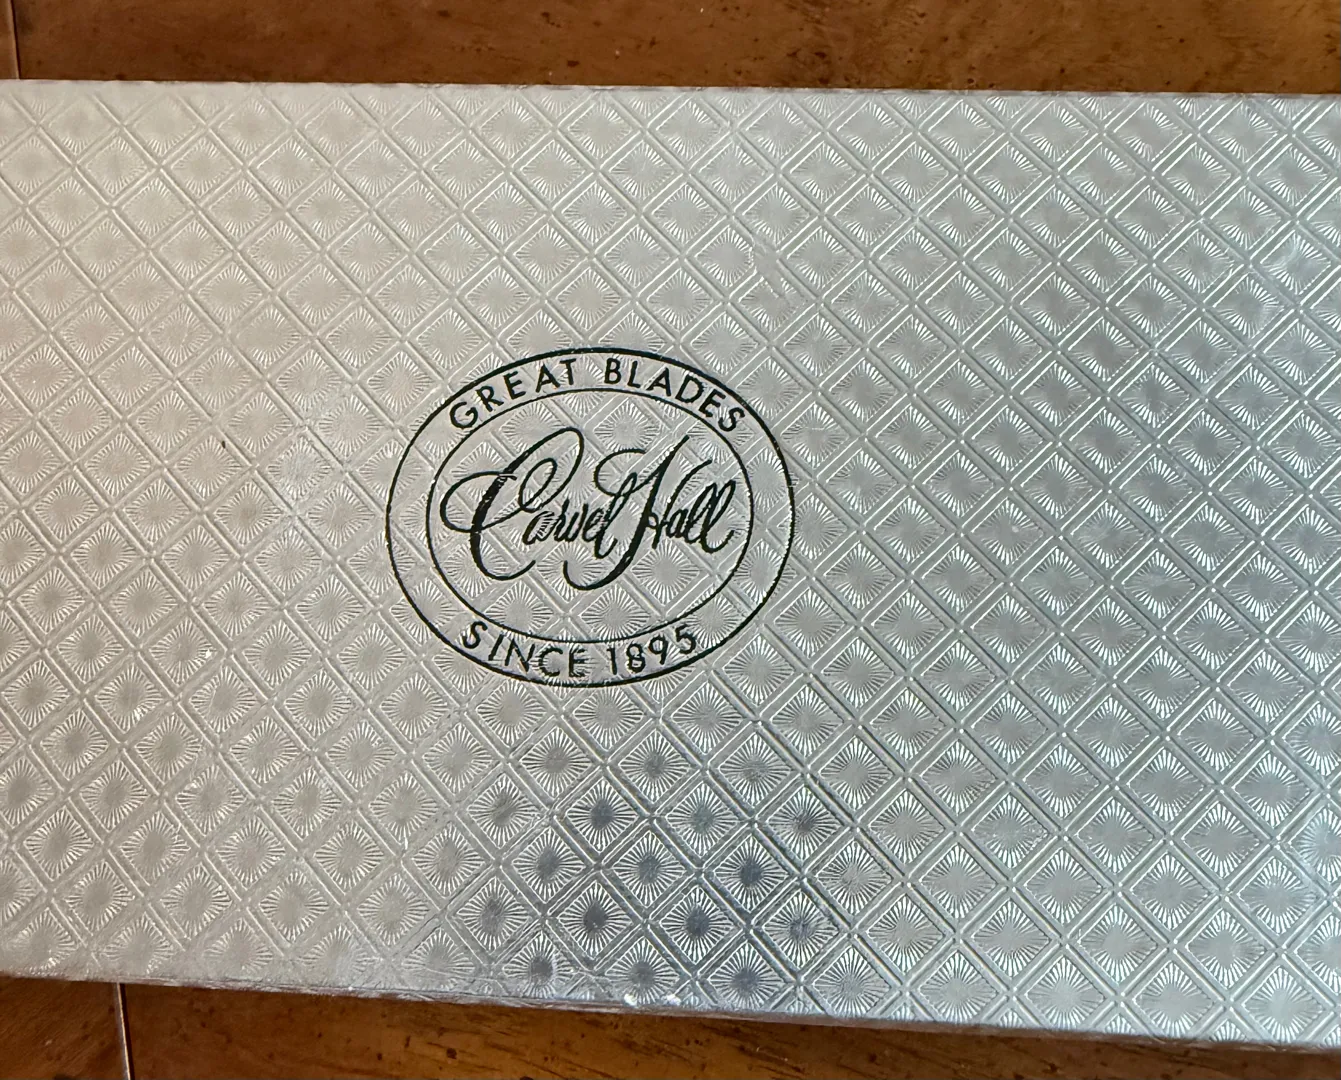 GREAT BLADES
Carvel Hall
SINCE 1895